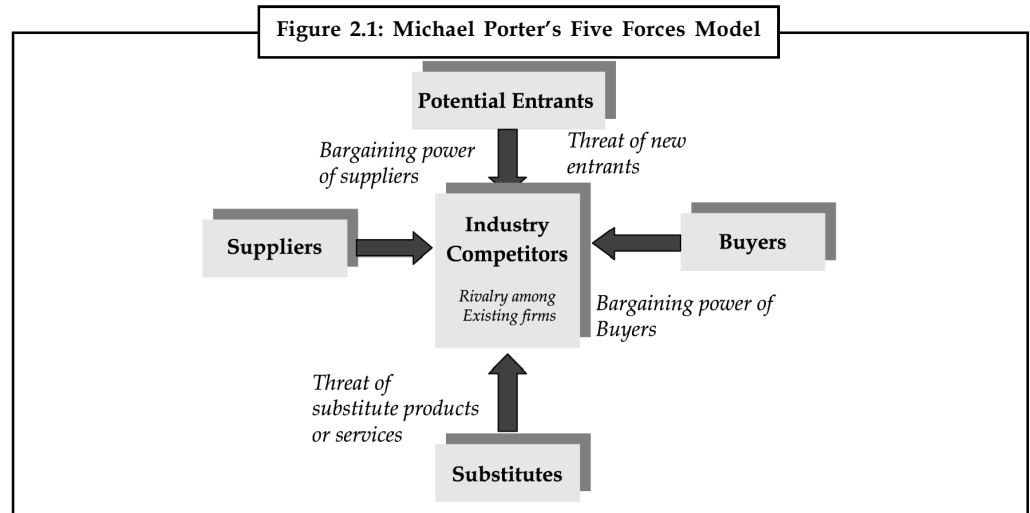 Figure 2.1: Michael Porter's Five Forces Model
Potential Entrants
Bargaining power
of suppliers
Threat of new
entrants
Suppliers
Industry
Competitors
Rivalry among
Existing firms
Buyers
Bargaining power of
Buyers
Threat of
substitute products
or services
Substitutes